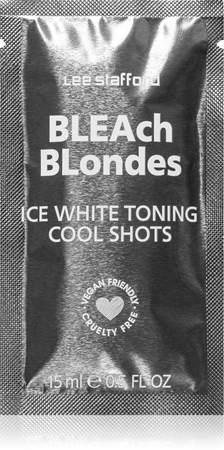 Lee Stafford
BLEAch
BLondes
ICE WHITE TONING
COOL SHOTS
VEGAN FRIENDLY
CRUELTY FREE
15 ml e 0.5 FL OZ